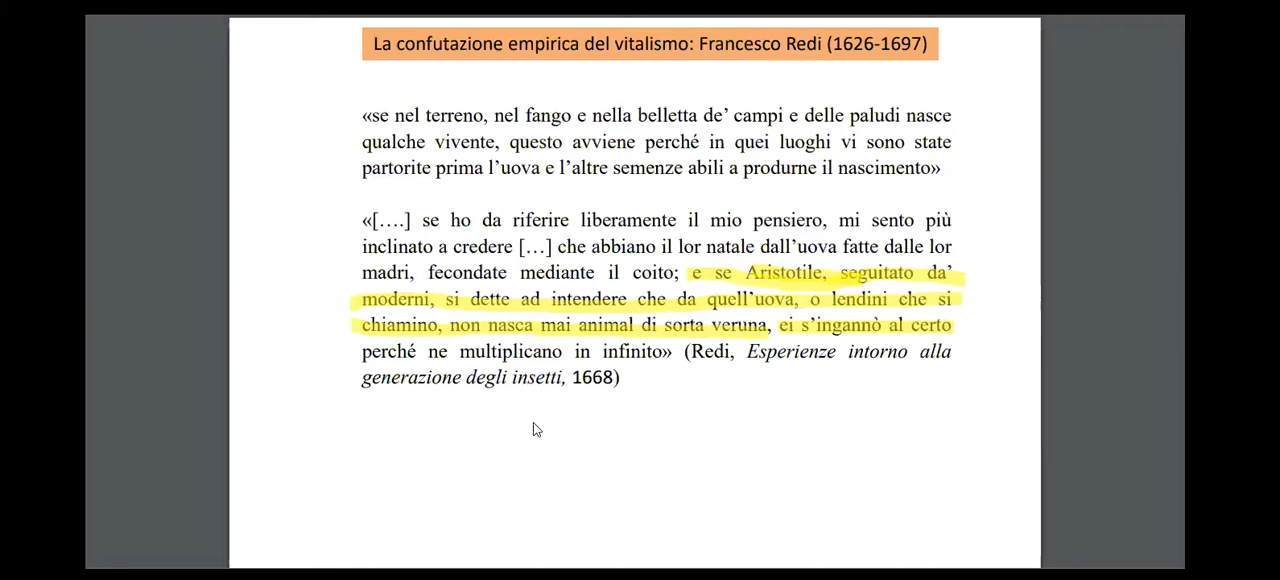 La confutazione empirica del vitalismo: Francesco Redi (1626-1697)
«se nel terreno, nel fango e nella belletta de’ campi e delle paludi nasce
qualche vivente, questo avviene perché in quei luoghi vi sono state
partorite prima l’uova e l’altre semenze abili a produrne il nascimento»
«[….] se ho da riferire liberamente il mio pensiero, mi sento più
inclinato a credere […] che abbiano il lor natale dall’uova fatte dalle lor
madri, fecondate mediante il coito; e se Aristotile, seguitato da’
moderni, si dette ad intendere che da quell’uova, o lendini che si
chiamino, non nasca mai animal di sorta veruna, ei s’ingannò al certo
perché ne multiplicano in infinito» (Redi, Esperienze intorno alla
generazione degli insetti, 1668)